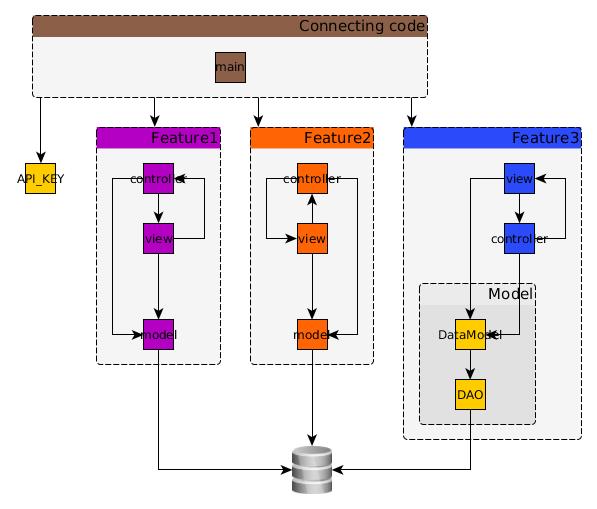 Connecting code
main
Feature1
Feature2
Feature3
API_KEY
controller
controller
view
view
view
controller
Model
model
model
DataModel
DAO